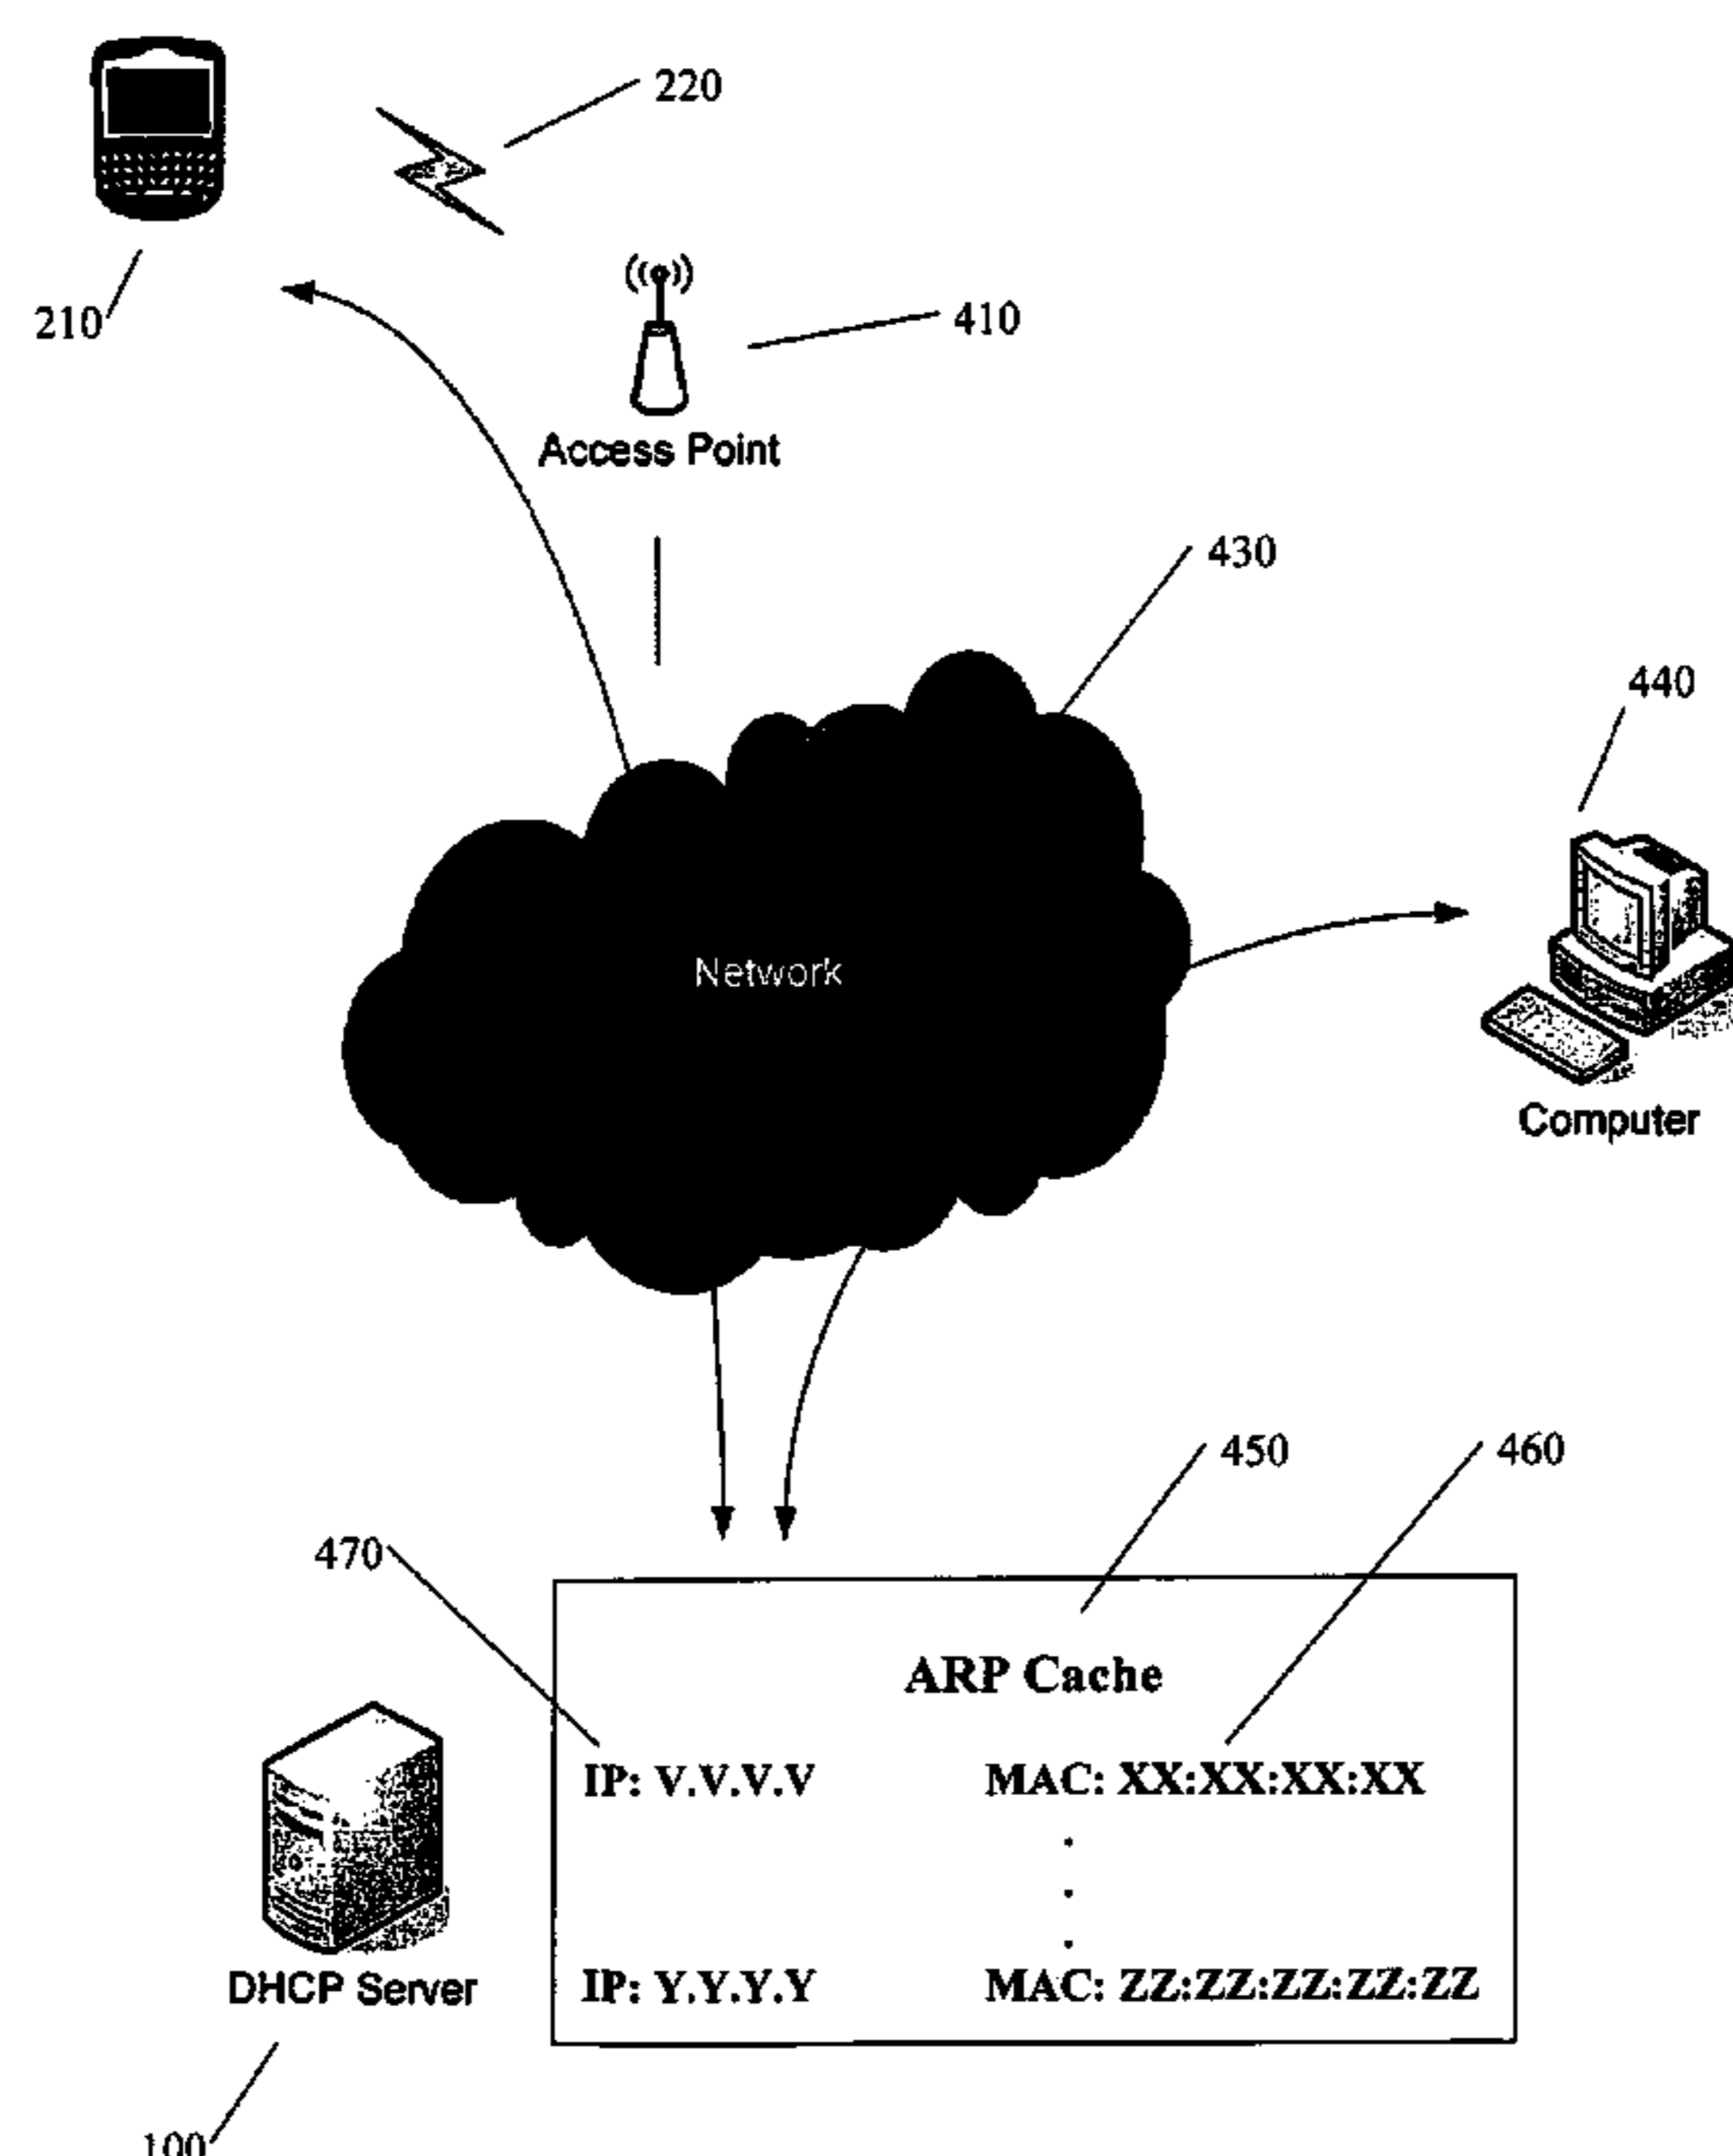 220
210
410
Access Point
430
440
Network
Computer
450
460
470
ARP Cache
IP: V.V.V.V MAC: XX:XX:XX:XX
IP: Y.Y.Y.Y MAC: ZZ:ZZ:ZZ:ZZ:ZZ
DHCP Server
100